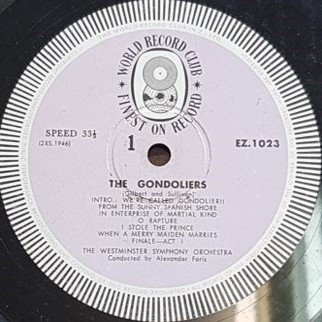 WORLD RECORD CLUB
FINEST ON RECORD
SPEED 33⅓
(2XS.1946)
1
EZ.1023
THE GONDOLIERS
(Gilbert and Sullivan)
INTRO.. WE'RE CALLED GONDOLIERI
FROM THE SUNNY SPANISH SHORE
IN ENTERPRISE OF MARTIAL KIND
O RAPTURE
I STOLE THE PRINCE
WHEN A MERRY MAIDEN MARRIES
FINALE—ACT 1
THE WESTMINSTER SYMPHONY ORCHESTRA
Conducted by Alexander Faris